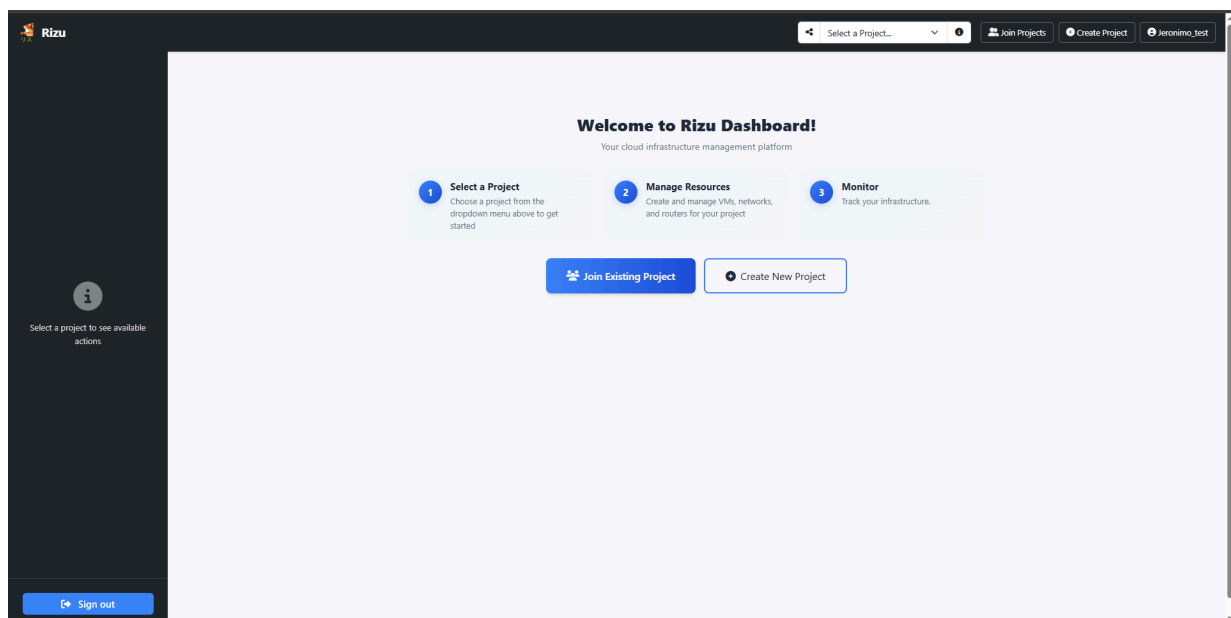 リス
Rizu
Select a Project...
Join Projects
Create Project
Jeronimo_test
Welcome to Rizu Dashboard!
Your cloud infrastructure management platform
1
Select a Project
Choose a project from the
dropdown menu above to get
started
2
Manage Resources
Create and manage VMs, networks,
and routers for your project
3
Monitor
Track your infrastructure.
Join Existing Project
Create New Project
Select a project to see available
actions
Sign out